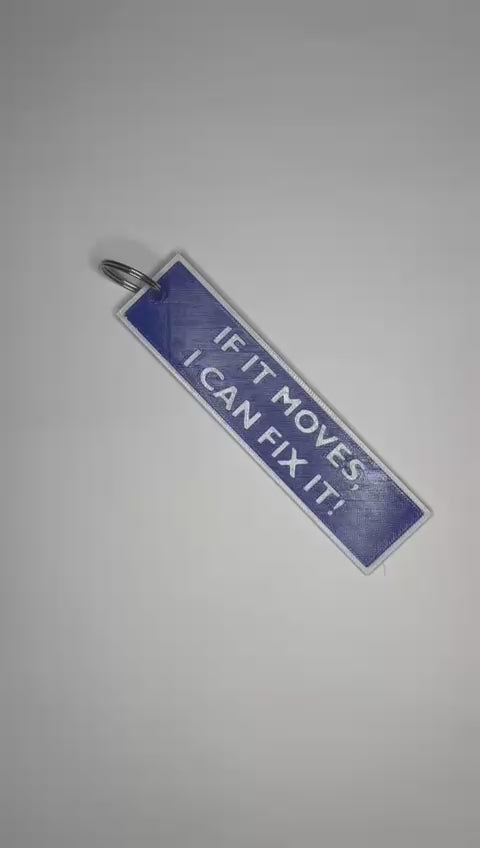 IF IT MOVES,
I CAN FIX IT!